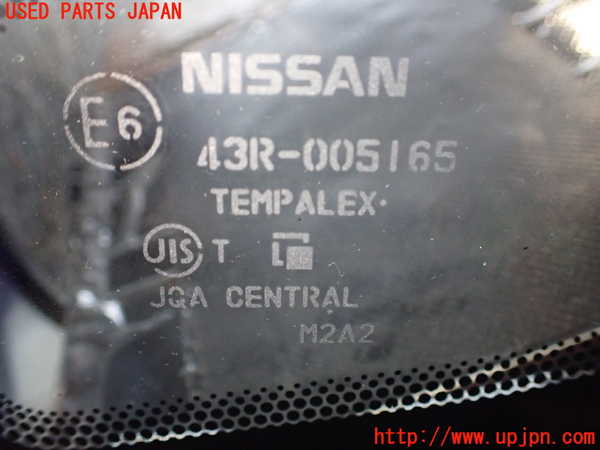 USED PARTS JAPAN
NISSAN
E6
43R-005165
TEMPALEX·
JIS T
JQA CENTRAL
M2A2
http://www.upjpn.com/